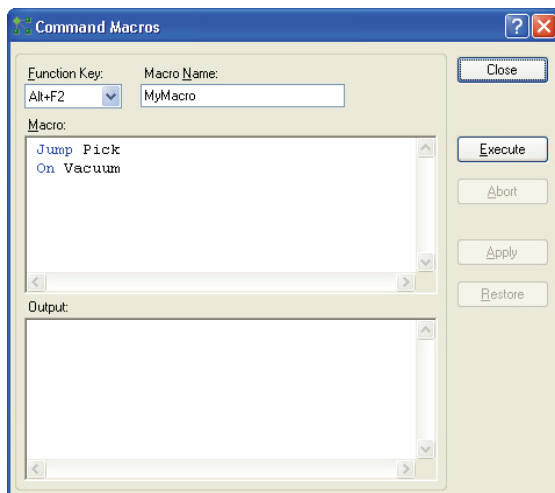 Command Macros
Function Key: Macro Name: Close
Alt+F2 MyMacro
Macro:
Jump Pick
On Vacuum
Execute
Abort
Apply
Restore
Output: